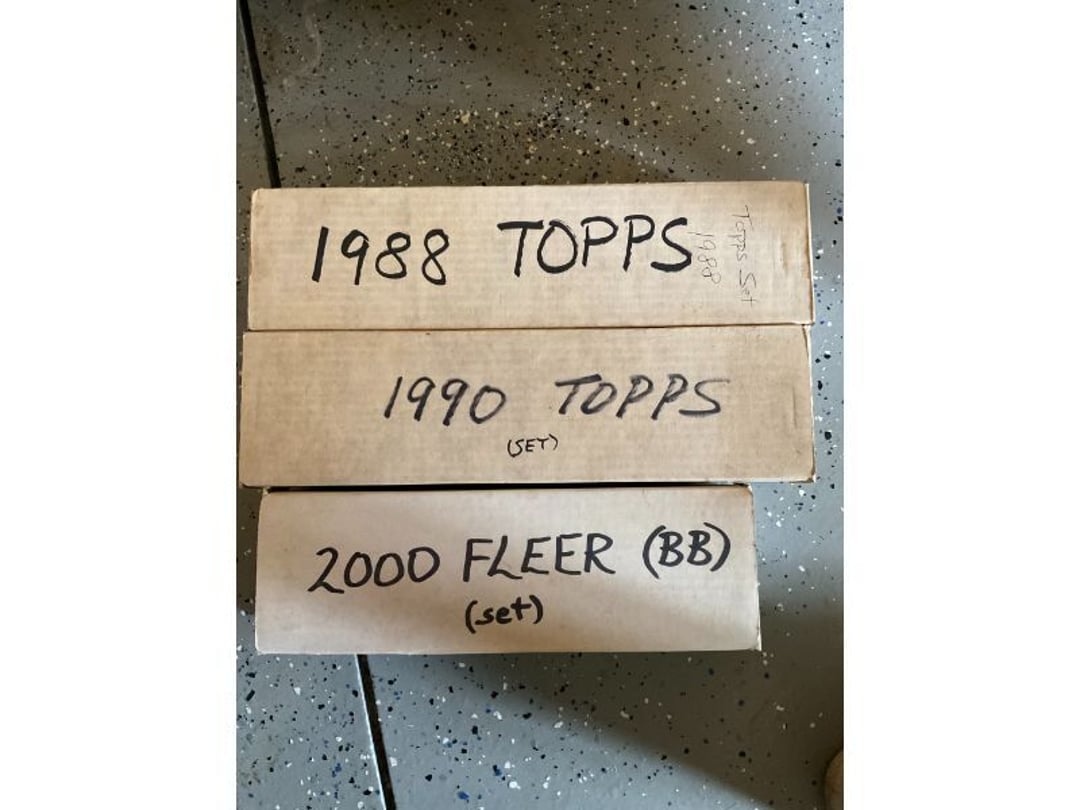 1988 TOPPS
Topps Set
1988
1990 TOPPS
(SET)
2000 FLEER (BB)
(set)